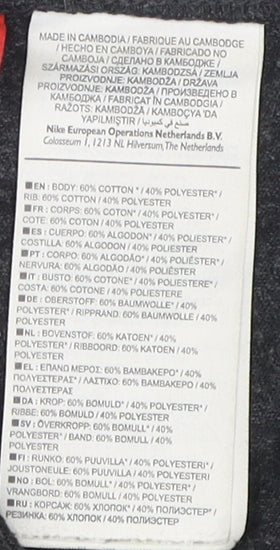 MADE IN CAMBODIA / FABRIQUE AU CAMBODGE
/ HECHO EN CAMBOYA / FABRICADO NO
CAMBOJA / СДЕЛАНО В КАМБОДЖЕ /
SZÁRMAZÁSI ORSZÁG: KAMBODZSA / ZEMLJA
PROIZVODNJE: KAMBODŽA / DRŽAVA
PROIZVODNJE: KAMBODŽA / ПРОИЗВЕДЕНО В
КАМБОДЖА / FABRICAT ÎN CAMBODGIA /
RAŽOTS: KAMBODŽĀ / KAMBOÇYA 'DA
YAPILMIŞTIR / صنع في كمبوديا
Nike European Operations Netherlands B.V.
Colosseum 1, 1213 NL Hilversum, The Netherlands
EN : BODY: 60% COTTON * / 40% POLYESTER* /
RIB: 60% COTTON / 40% POLYESTER
FR : CORPS: 60% COTON* / 40% POLYESTER* /
COTE: 60% COTON / 40% POLYESTER
ES : CUERPO: 60% ALGODON* / 40% POLIESTER* /
COSTILLA: 60% ALGODON / 40% POLIESTER
PT : CORPO: 60% ALGODÃO* / 40% POLIÉSTER* /
NERVURA: 60% ALGODÃO / 40% POLIÉSTER
IT : BUSTO: 60% COTONE* / 40% POLIESTERE* /
COSTA: 60% COTONE / 40% POLIESTERE
DE : OBERSTOFF: 60% BAUMWOLLE* / 40%
POLYESTER* / RIPPRAND: 60% BAUMWOLLE / 40%
POLYESTER
NL : BOVENSTOF: 60% KATOEN* / 40%
POLYESTER* / RIBBOORD: 60% KATOEN / 40%
POLYESTER
EL : ΕΠΑΝΩ ΜΕΡΟΣ: 60% ΒΑΜΒΑΚΕΡΟ* / 40%
ΠΟΛΥΕΣΤΕΡΑΣ* / ΛΑΣΤΙΧΟ: 60% ΒΑΜΒΑΚΕΡΟ / 40%
ΠΟΛΥΕΣΤΕΡΑΣ
DA : KROP: 60% BOMULD* / 40% POLYESTER* /
RIBBE: 60% BOMULD / 40% POLYESTER
SV : ÖVERKROPP: 60% BOMULL* / 40%
POLYESTER* / BAND: 60% BOMULL / 40%
POLYESTER
FI : RUNKO: 60% PUUVILLA* / 40% POLYESTERI* /
JOUSTONEULE: 60% PUUVILLA / 40% POLYESTERI
NO : BOL: 60% BOMULL* / 40% POLYESTER* /
VRANGBORD: 60% BOMULL / 40% POLYESTER
RU : КОРСАЖ: 60% ХЛОПОК* / 40% ПОЛИЭСТЕР* /
РЕЗИНКА: 60% ХЛОПОК / 40% ПОЛИЭСТЕР